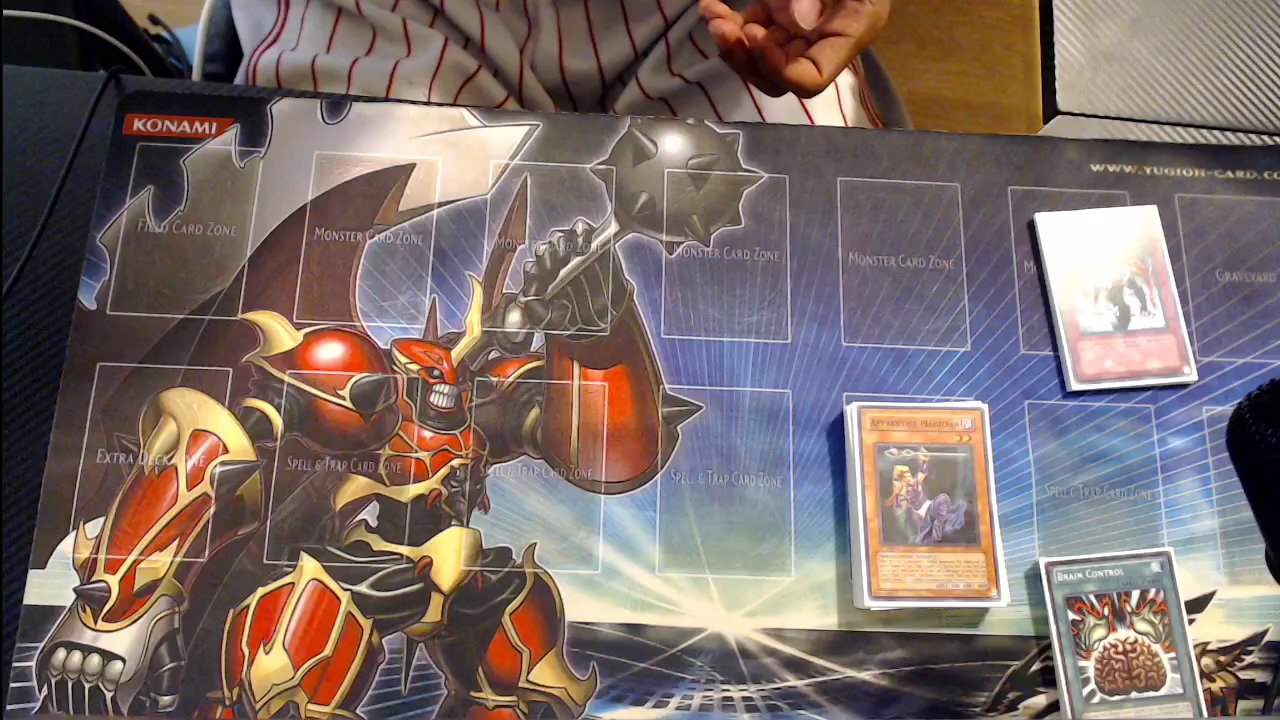 KONAMI
WWW.YUGIOH-CARD.CO
FIELD CARD ZONE
MONSTER CARD ZONE
MONSTER CARD ZONE
MONSTER CARD ZONE
MONSTER CARD ZONE
GRAVEYARD
EXTRA DECK ZONE
SPELL & TRAP CARD ZONE
SPELL & TRAP CARD ZONE
SPELL & TRAP CARD ZONE
APPRENTICE MAGICIAN
SPELL & TRAP CARD ZONE
BRAIN CONTROL